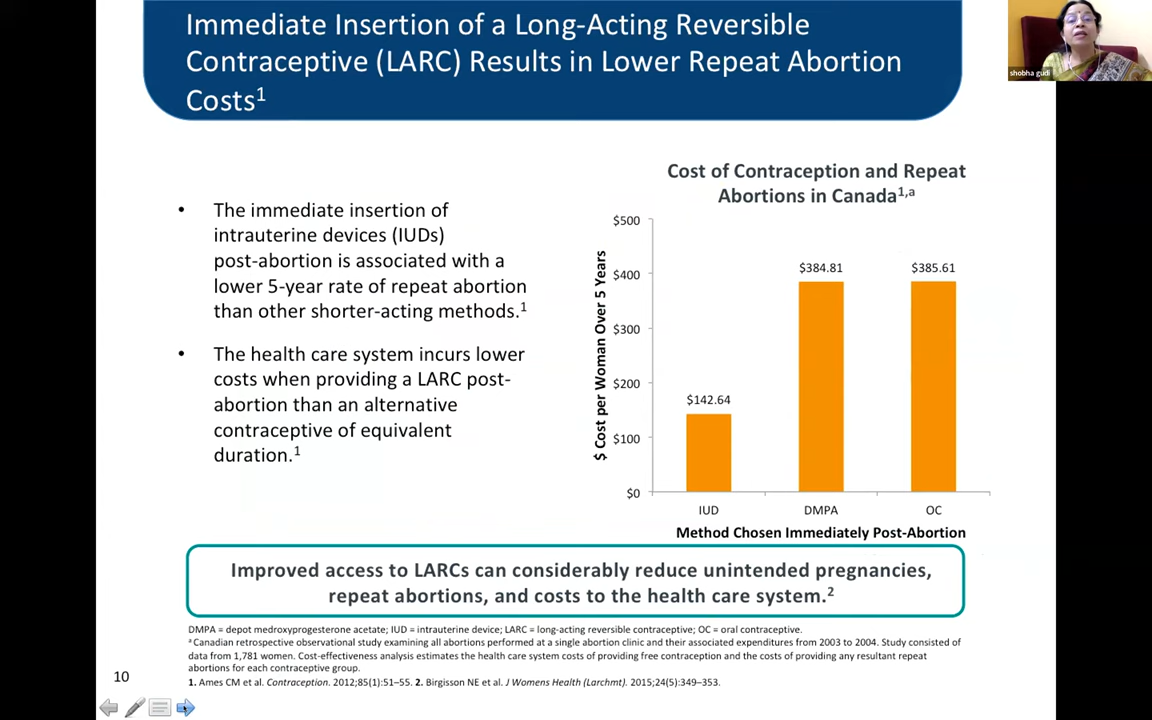 Immediate Insertion of a Long-Acting Reversible
Contraceptive (LARC) Results in Lower Repeat Abortion
Costs1
shobha gudi
• The immediate insertion of
intrauterine devices (IUDs)
post-abortion is associated with a
lower 5-year rate of repeat abortion
than other shorter-acting methods.1
• The health care system incurs lower
costs when providing a LARC post-
abortion than an alternative
contraceptive of equivalent
duration.1
Cost of Contraception and Repeat
Abortions in Canada1,a
$ Cost per Woman Over 5 Years
$500
$400
$300
$200
$100
$0
$142.64
$384.81
$385.61
IUD
DMPA
OC
Method Chosen Immediately Post-Abortion
Improved access to LARCs can considerably reduce unintended pregnancies,
repeat abortions, and costs to the health care system.2
DMPA = depot medroxyprogesterone acetate; IUD = intrauterine device; LARC = long-acting reversible contraceptive; OC = oral contraceptive.
a Canadian retrospective observational study examining all abortions performed at a single abortion clinic and their associated expenditures from 2003 to 2004. Study consisted of
data from 1,781 women. Cost-effectiveness analysis estimates the health care system costs of providing free contraception and the costs of providing any resultant repeat
abortions for each contraceptive group.
1. Ames CM et al. Contraception. 2012;85(1):51–55. 2. Birgisson NE et al. J Womens Health (Larchmt). 2015;24(5):349–353.
10